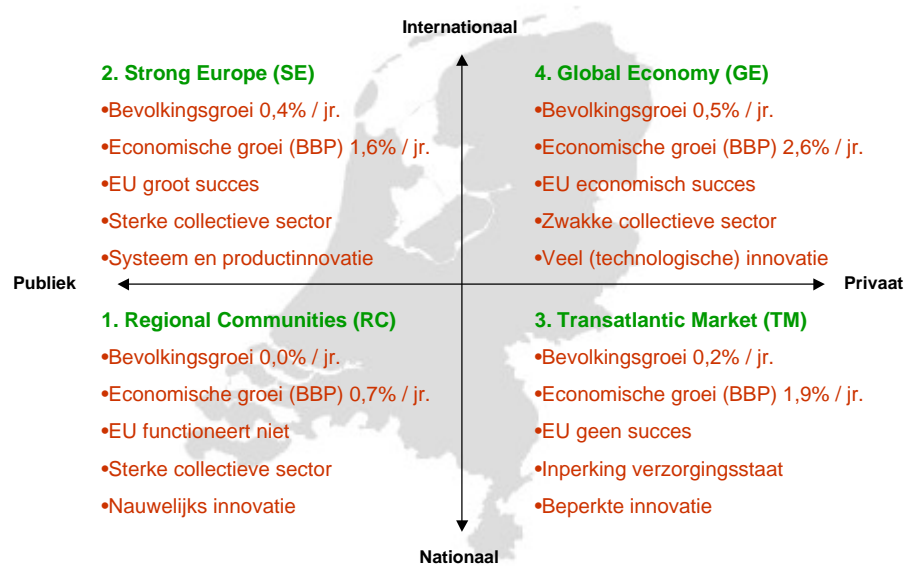 Internationaal
2. Strong Europe (SE)
•Bevolkingsgroei 0,4% / jr.
•Economische groei (BBP) 1,6% / jr.
•EU groot succes
•Sterke collectieve sector
•Systeem en productinnovatie
4. Global Economy (GE)
•Bevolkingsgroei 0,5% / jr.
•Economische groei (BBP) 2,6% / jr.
•EU economisch succes
•Zwakke collectieve sector
•Veel (technologische) innovatie
Publiek
Privaat
1. Regional Communities (RC)
•Bevolkingsgroei 0,0% / jr.
•Economische groei (BBP) 0,7% / jr.
•EU functioneert niet
•Sterke collectieve sector
•Nauwelijks innovatie
3. Transatlantic Market (TM)
•Bevolkingsgroei 0,2% / jr.
•Economische groei (BBP) 1,9% / jr.
•EU geen succes
•Inperking verzorgingsstaat
•Beperkte innovatie
Nationaal